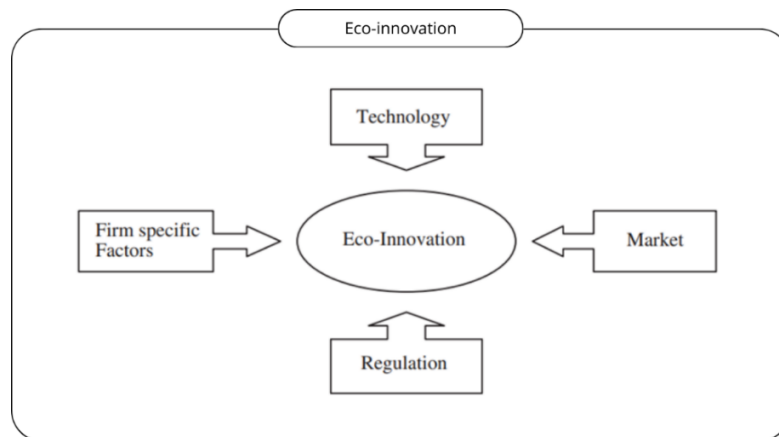 Eco-innovation
Technology
Firm specific
Factors
Eco-Innovation
Market
Regulation